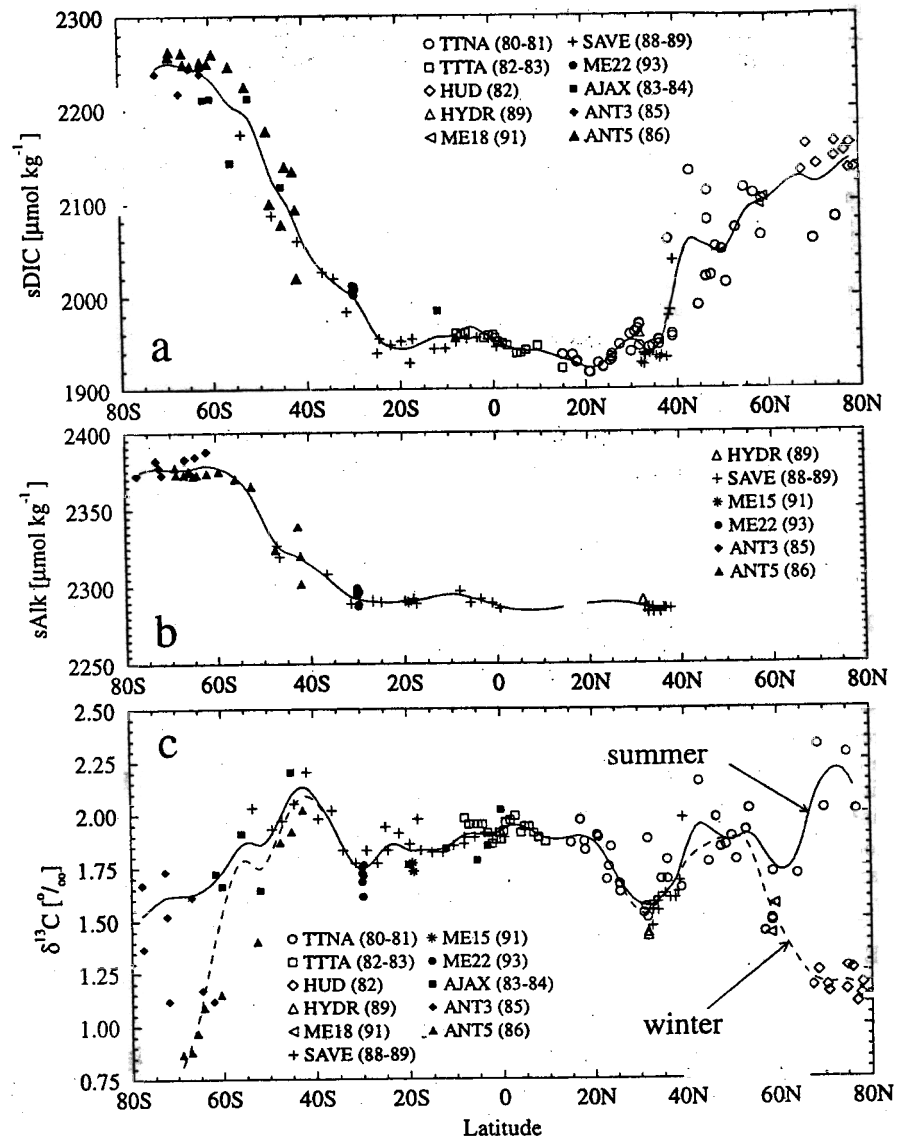 2300
2200
2100
2000
1900
sDIC [µmol kg⁻¹]
TTNA (80-81)
TTTA (82-83)
HUD (82)
HYDR (89)
ME18 (91)
SAVE (88-89)
ME22 (93)
AJAX (83-84)
ANT3 (85)
ANT5 (86)
a
80S 60S 40S 20S 0 20N 40N 60N 80N
2400
2350
2300
2250
sAlk [µmol kg⁻¹]
HYDR (89)
SAVE (88-89)
ME15 (91)
ME22 (93)
ANT3 (85)
ANT5 (86)
b
80S 60S 40S 20S 0 20N 40N 60N 80N
2.50
2.25
2.00
1.75
1.50
1.25
1.00
0.75
δ¹³C [°/∞]
c
summer
winter
TTNA (80-81)
TTTA (82-83)
HUD (82)
HYDR (89)
ME18 (91)
SAVE (88-89)
ME15 (91)
ME22 (93)
AJAX (83-84)
ANT3 (85)
ANT5 (86)
80S 60S 40S 20S 0 20N 40N 60N 80N
Latitude